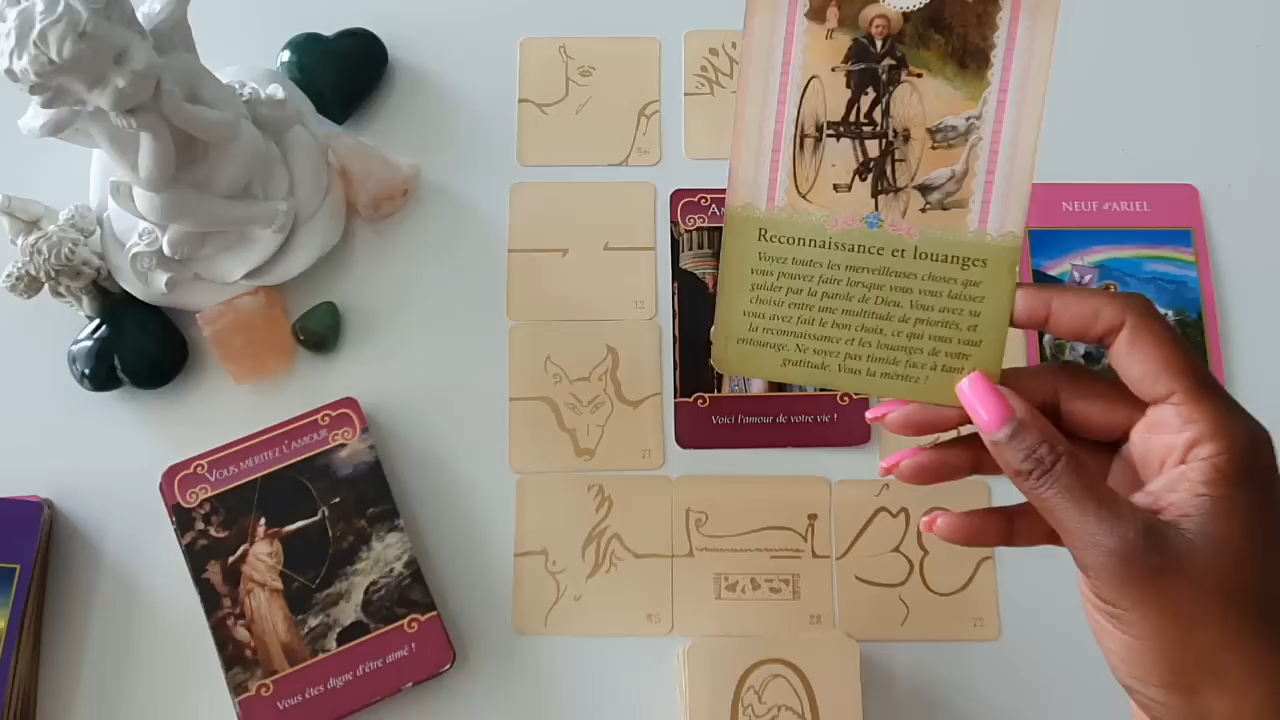 36
NEUF d'ARIEL
Reconnaissance et louanges
Voyez toutes les merveilleuses choses que
vous pouvez faire lorsque vous vous laissez
guider par la parole de Dieu. Vous avez su
choisir entre une multitude de priorités, et
vous avez fait le bon choix, ce qui vous vaut
la reconnaissance et les louanges de votre
entourage. Ne soyez pas timide face à tant
gratitude. Vous la méritez !
12
Voici l'amour de votre vie !
71
VOUS MÉRITEZ L'AMOUR
Vous êtes digne d'être aimé !
28
72